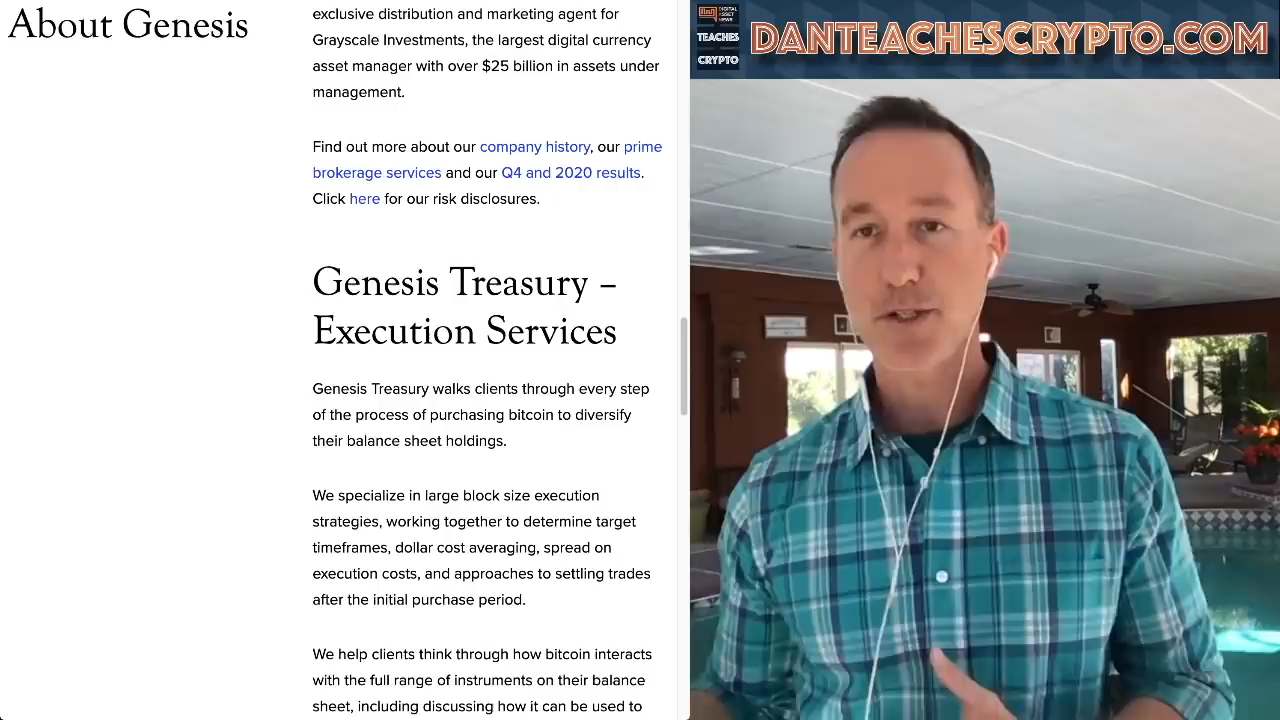 About Genesis
exclusive distribution and marketing agent for
Grayscale Investments, the largest digital currency
asset manager with over $25 billion in assets under
management.
Find out more about our company history, our prime
brokerage services and our Q4 and 2020 results.
Click here for our risk disclosures.
Genesis Treasury –
Execution Services
Genesis Treasury walks clients through every step
of the process of purchasing bitcoin to diversify
their balance sheet holdings.
We specialize in large block size execution
strategies, working together to determine target
timeframes, dollar cost averaging, spread on
execution costs, and approaches to settling trades
after the initial purchase period.
We help clients think through how bitcoin interacts
with the full range of instruments on their balance
sheet, including discussing how it can be used to
DIGITAL
ASSET
NEWS
TEACHES
CRYPTO
DANTEACHESCRYPTO.COM